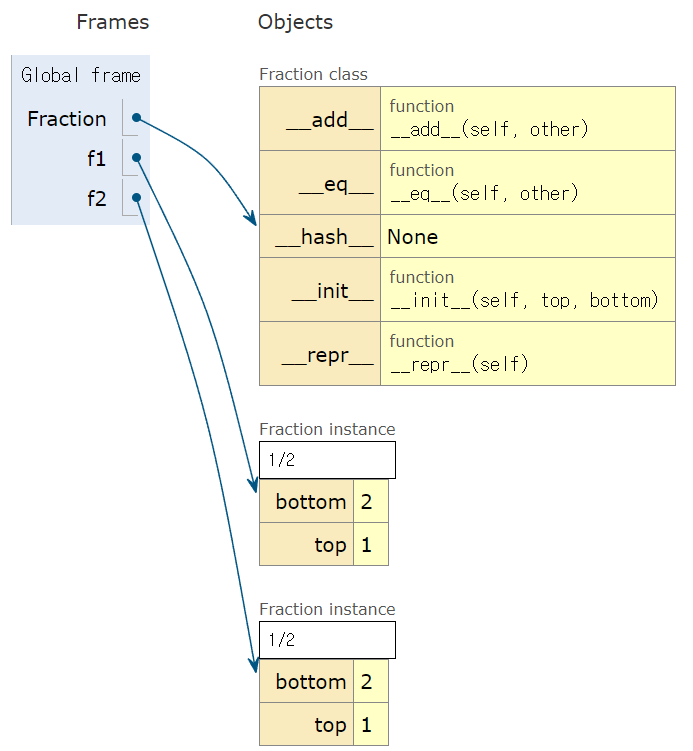 Frames
Objects
Global frame
Fraction
f1
f2
Fraction class
__add__
function
__add__(self, other)
__eq__
function
__eq__(self, other)
__hash__
None
__init__
function
__init__(self, top, bottom)
__repr__
function
__repr__(self)
Fraction instance
1/2
bottom 2
top 1
Fraction instance
1/2
bottom 2
top 1